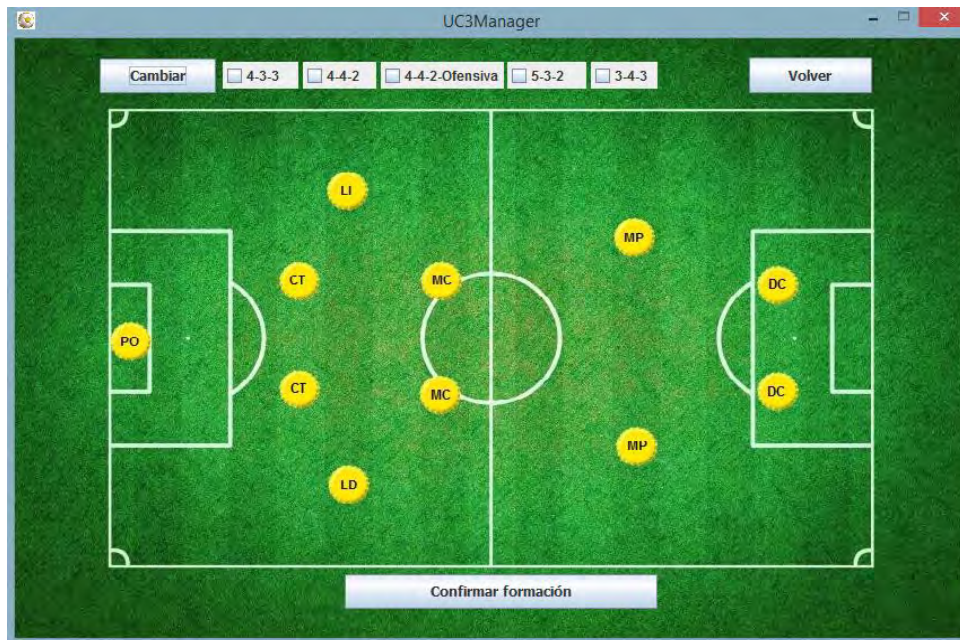 UC3Manager
Cambiar 4-3-3 4-4-2 4-4-2-Ofensiva 5-3-2 3-4-3 Volver
LI
MP
CT MC DC
PO
CT MC DC
MP
LD
Confirmar formación